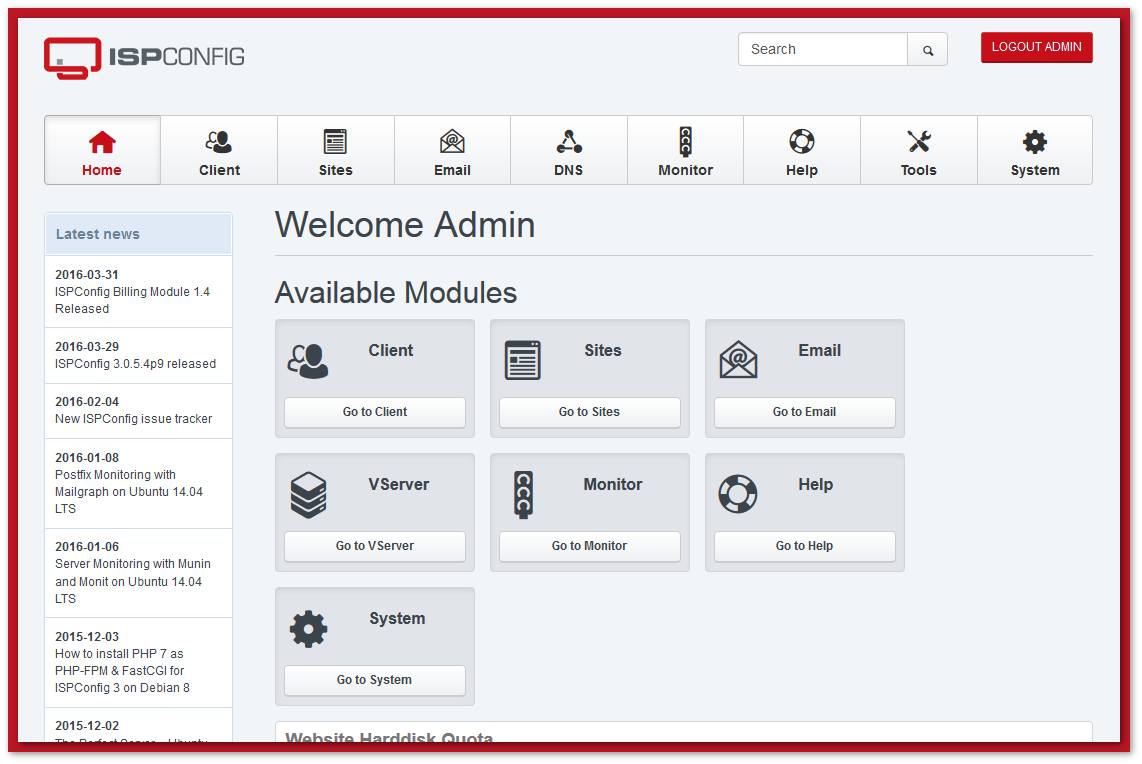 ISPCONFIG
Search
LOGOUT ADMIN
Home
Client
Sites
Email
DNS
Monitor
Help
Tools
System
Latest news
2016-03-31
ISPConfig Billing Module 1.4
Released
2016-03-29
ISPConfig 3.0.5.4p9 released
2016-02-04
New ISPConfig issue tracker
2016-01-08
Postfix Monitoring with
Mailgraph on Ubuntu 14.04
LTS
2016-01-06
Server Monitoring with Munin
and Monit on Ubuntu 14.04
LTS
2015-12-03
How to install PHP 7 as
PHP-FPM & FastCGI for
ISPConfig 3 on Debian 8
2015-12-02
The Perfect Server - Ubuntu
Welcome Admin
Available Modules
Client
Go to Client
Sites
Go to Sites
Email
Go to Email
VServer
Go to VServer
Monitor
Go to Monitor
Help
Go to Help
System
Go to System
Website Harddisk Quota